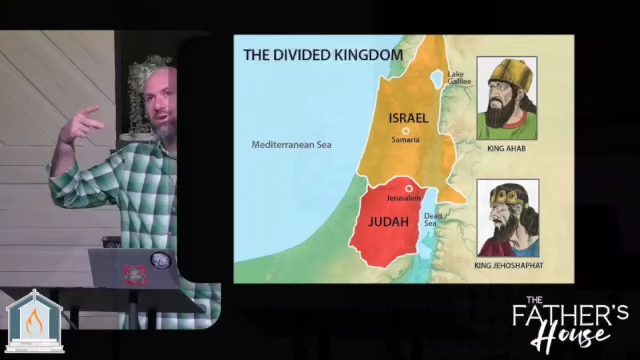 THE DIVIDED KINGDOM
Lake
Galilee
ISRAEL
Samaria
Mediterranean Sea
KING AHAB
Jerusalem
JUDAH
Dead
Sea
KING JEHOSHAPHAT
THE
FATHER'S
House